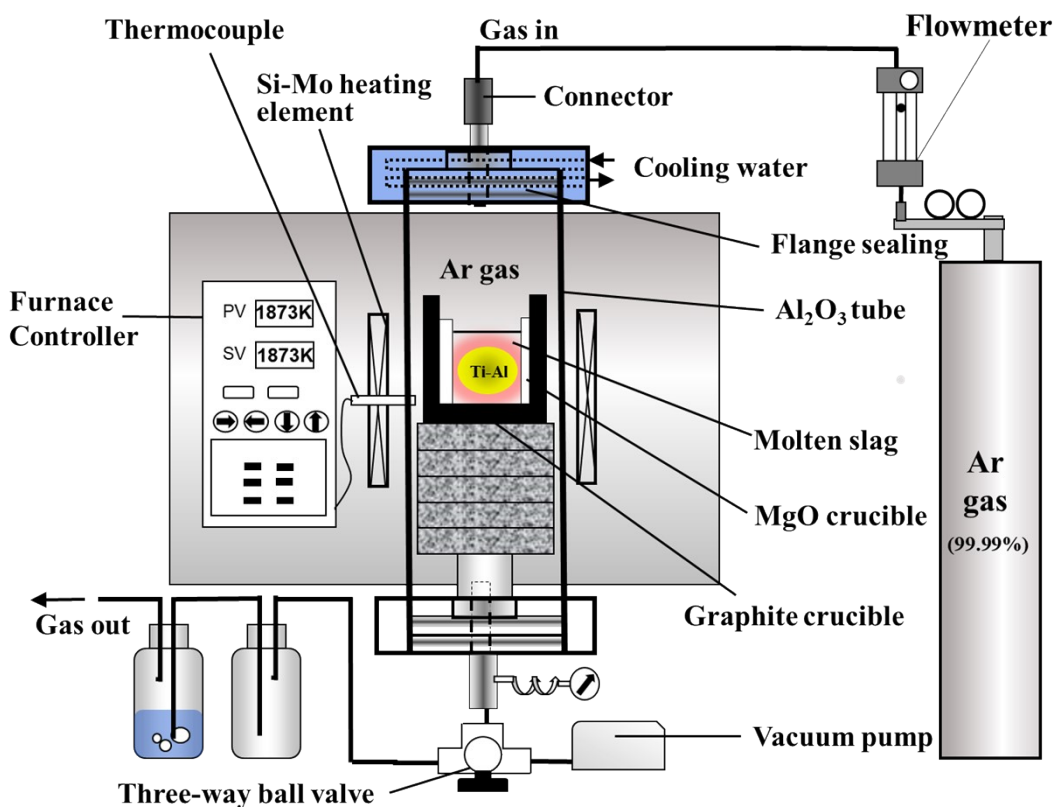 Thermocouple
Gas in
Flowmeter
Si-Mo heating
element
Connector
Cooling water
Flange sealing
Ar gas
Furnace
Controller
PV 1873K
SV 1873K
Al₂O₃ tube
Ti-Al
Molten slag
Ar
gas
(99.99%)
MgO crucible
Graphite crucible
Gas out
Vacuum pump
Three-way ball valve